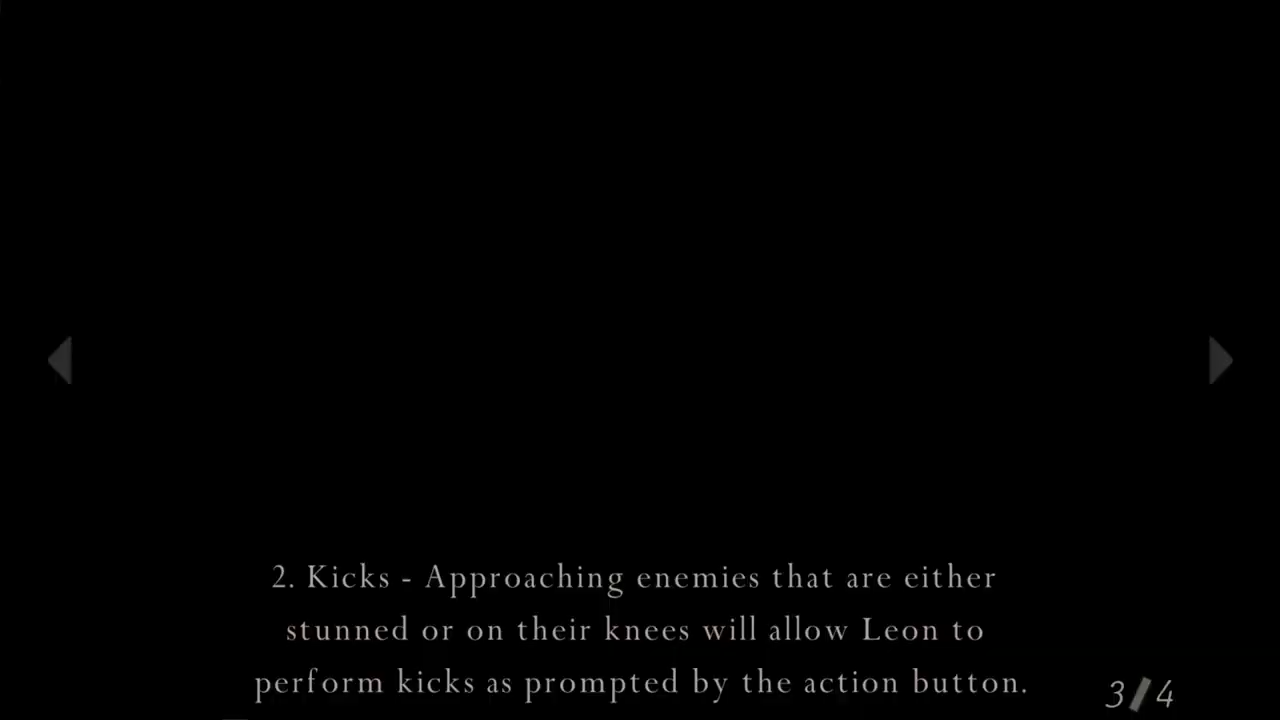 2. Kicks - Approaching enemies that are either
stunned or on their knees will allow Leon to
perform kicks as prompted by the action button.
3/4